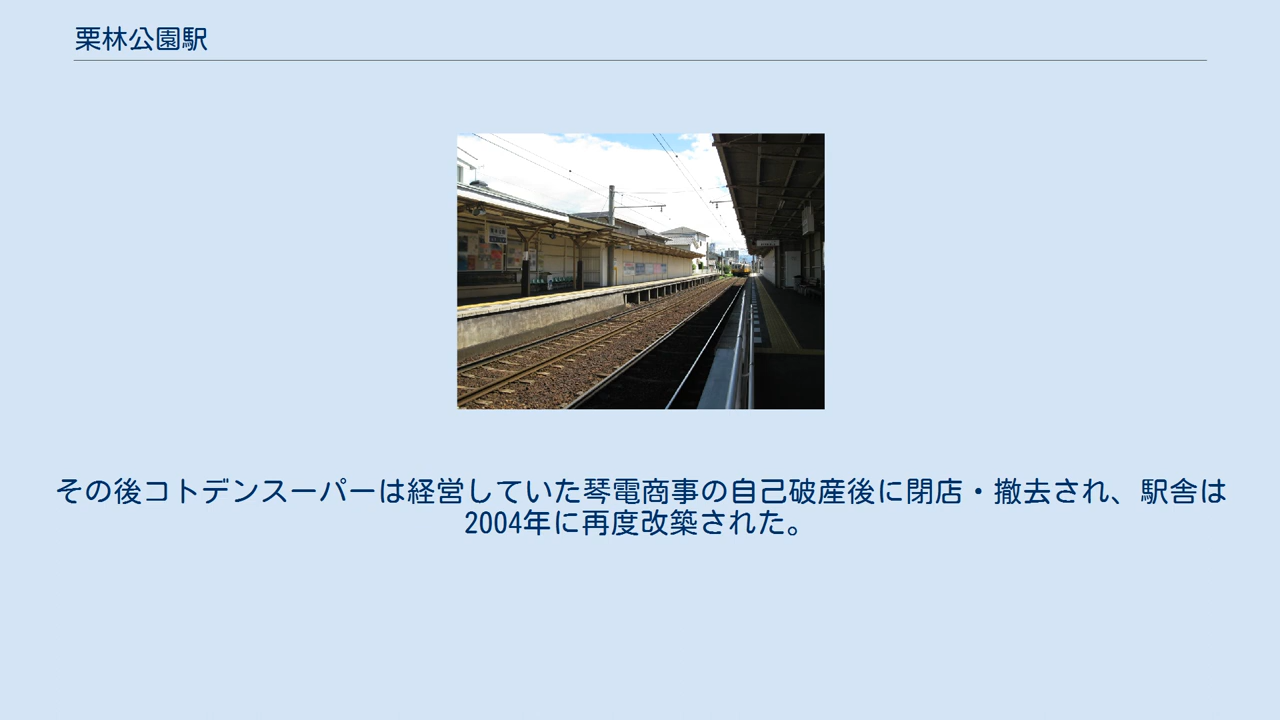 栗林公園駅
その後コトデンスーパーは経営していた琴電商事の自己破産後に閉店・撤去され、駅舎は
2004年に再度改築された。